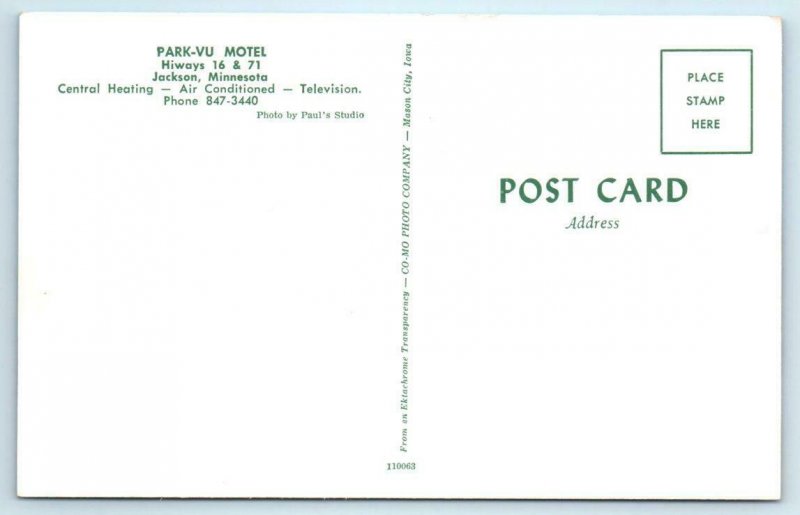 PARK-VU MOTEL
Hiways 16 & 71
Jackson, Minnesota
Central Heating — Air Conditioned — Television.
Phone 847-3440
Photo by Paul's Studio
From an Ektachrome Transparency — CO-MO PHOTO COMPANY — Mason City, Iowa
110063
PLACE
STAMP
HERE
POST CARD
Address